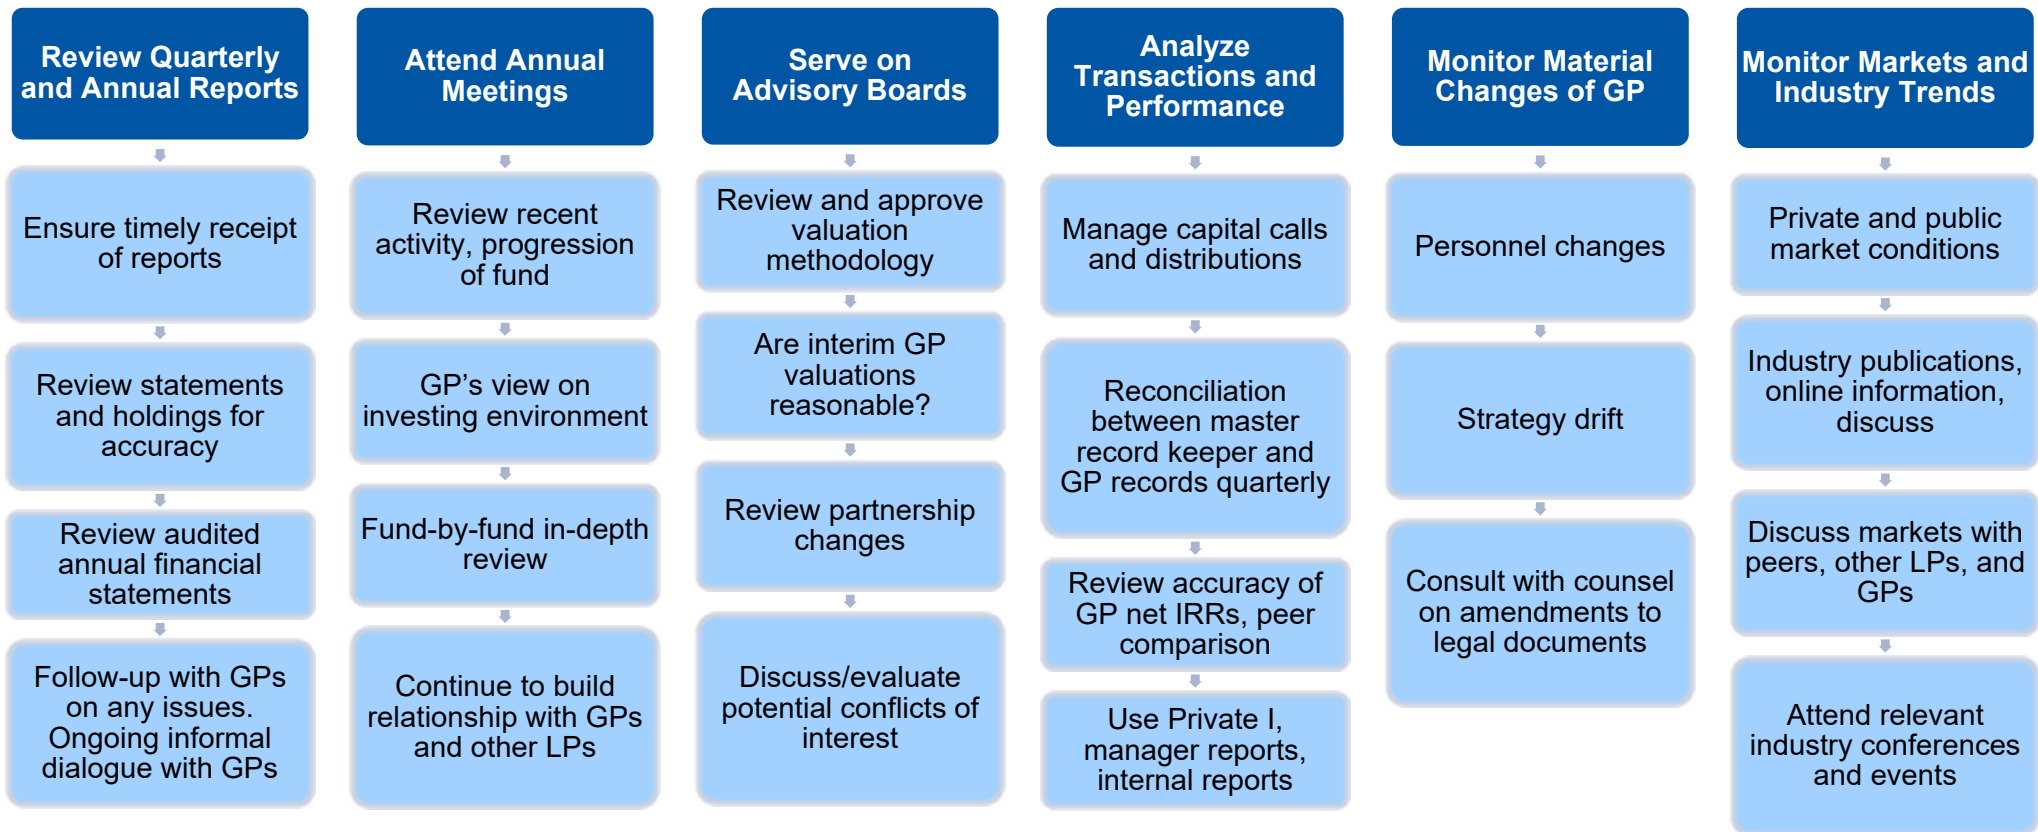 Review Quarterly
and Annual Reports
Ensure timely receipt
of reports
Review statements
and holdings for
accuracy
Review audited
annual financial
statements
Follow-up with GPs
on any issues.
Ongoing informal
dialogue with GPs
Attend Annual
Meetings
Review recent
activity, progression
of fund
GP’s view on
investing environment
Fund-by-fund in-depth
review
Continue to build
relationship with GPs
and other LPs
Serve on
Advisory Boards
Review and approve
valuation
methodology
Are interim GP
valuations
reasonable?
Review partnership
changes
Discuss/evaluate
potential conflicts of
interest
Analyze
Transactions and
Performance
Manage capital calls
and distributions
Reconciliation
between master
record keeper and
GP records quarterly
Review accuracy of
GP net IRRs, peer
comparison
Use Private I,
manager reports,
internal reports
Monitor Material
Changes of GP
Personnel changes
Strategy drift
Consult with counsel
on amendments to
legal documents
Monitor Markets and
Industry Trends
Private and public
market conditions
Industry publications,
online information,
discuss
Discuss markets with
peers, other LPs, and
GPs
Attend relevant
industry conferences
and events